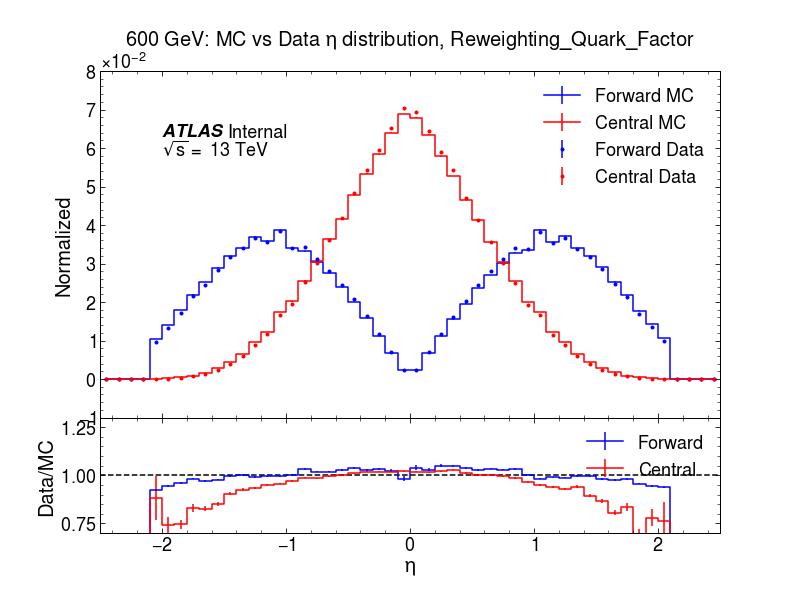 600 GeV: MC vs Data η distribution, Reweighting_Quark_Factor
×10⁻²
8
7
6
5
4
3
2
1
0
−1
Normalized
ATLAS Internal
√s = 13 TeV
Forward MC
Central MC
Forward Data
Central Data
1.25
1.00
0.75
Data/MC
Forward
Central
−2 −1 0 1 2
η